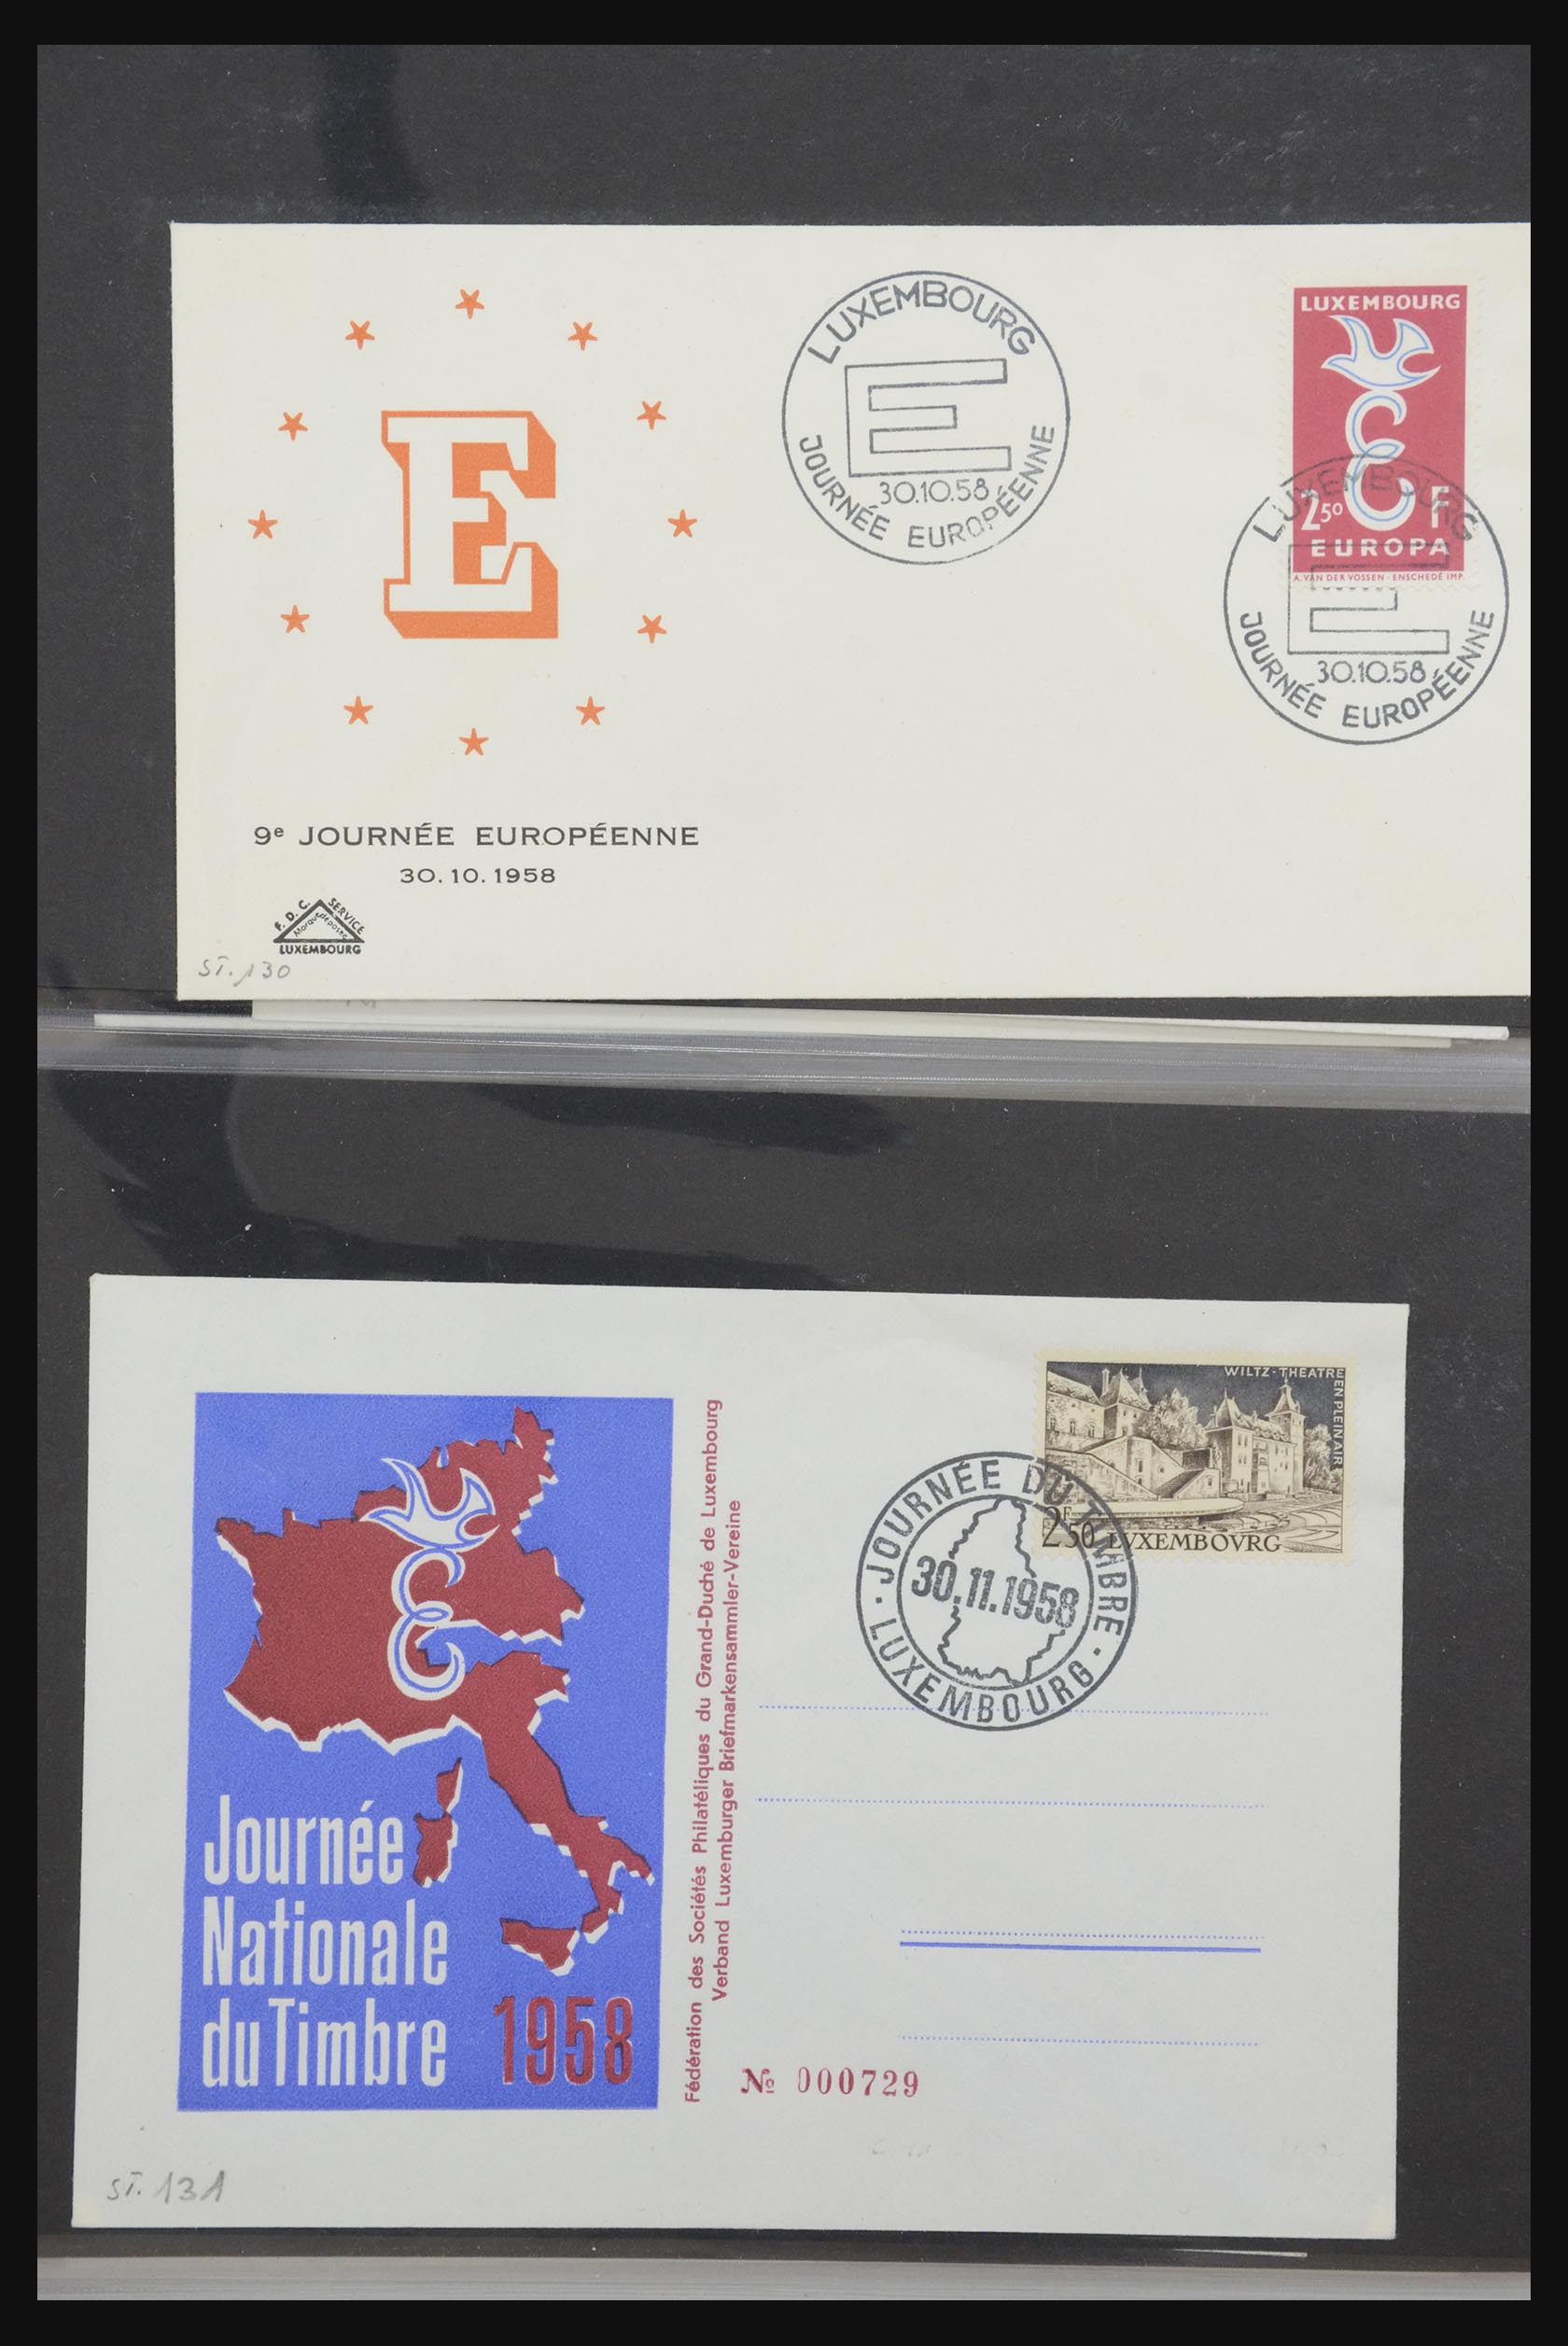 LUXEMBOURG
E
30.10.58
JOURNÉE EUROPÉENNE
LUXEMBOURG
2 50 F
EUROPA
A. VAN DER VOSSEN - ENSCHEDÉ IMP.
LUXEMBOURG
E
30.10.58
JOURNÉE EUROPÉENNE
E
9e JOURNÉE EUROPÉENNE
30.10.1958
F. D. C. SERVICE
Marque déposée
LUXEMBOURG
ST. 130
WILTZ - THEATRE EN PLEIN AIR
2F 50 LVXEMBOVRG
JOURNÉE DU TIMBRE
30.11.1958
· LUXEMBOURG ·
Journée
Nationale
du Timbre 1958
Fédération des Sociétés Philatéliques du Grand-Duché de Luxembourg
Verband Luxemburger Briefmarkensammler-Vereine
№ 000729
ST. 131